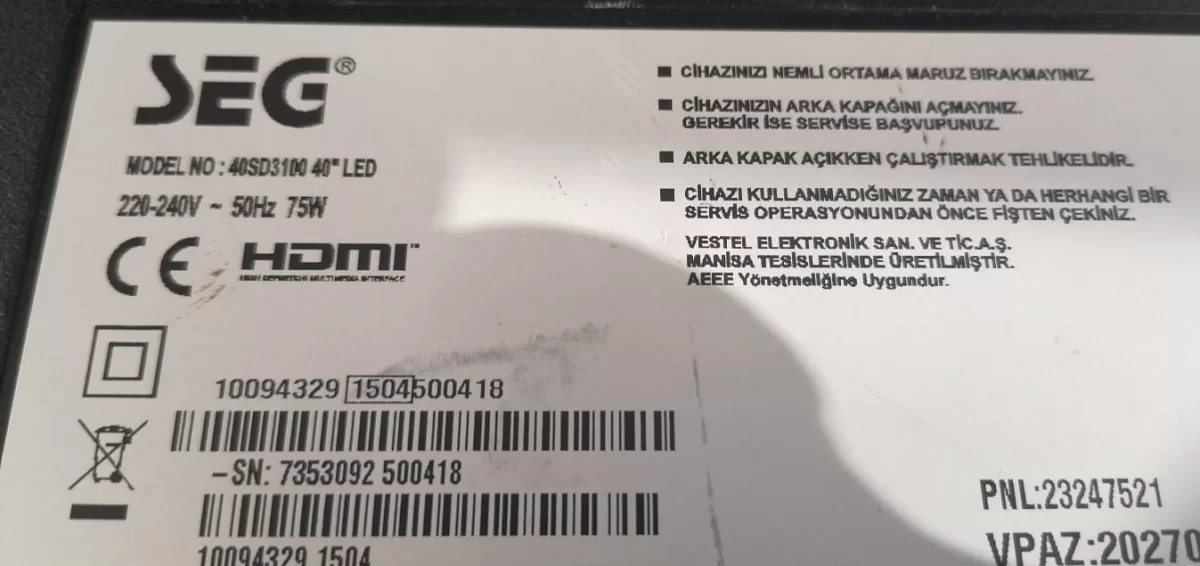 SEG®
MODEL NO : 40SD3100 40" LED
220-240V ~ 50Hz 75W
CE HDMI™
HIGH DEFINITION MULTIMEDIA INTERFACE
10094329 1504500418
-SN: 7353092 500418
10094329 1504
■ CİHAZINIZI NEMLİ ORTAMA MARUZ BIRAKMAYINIZ.
■ CİHAZINIZIN ARKA KAPAĞINI AÇMAYINIZ.
GEREKİR İSE SERVİSE BAŞVURUNUZ.
■ ARKA KAPAK AÇIKKEN ÇALIŞTIRMAK TEHLİKELİDİR.
■ CİHAZI KULLANMADIĞINIZ ZAMAN YA DA HERHANGİ BİR
SERVİS OPERASYONUNDAN ÖNCE FİŞTEN ÇEKİNİZ.
VESTEL ELEKTRONİK SAN. VE TİC.A.Ş.
MANİSA TESİSLERİNDE ÜRETİLMİŞTİR.
AEEE Yönetmeliğine Uygundur.
PNL:23247521
VPAZ:20270